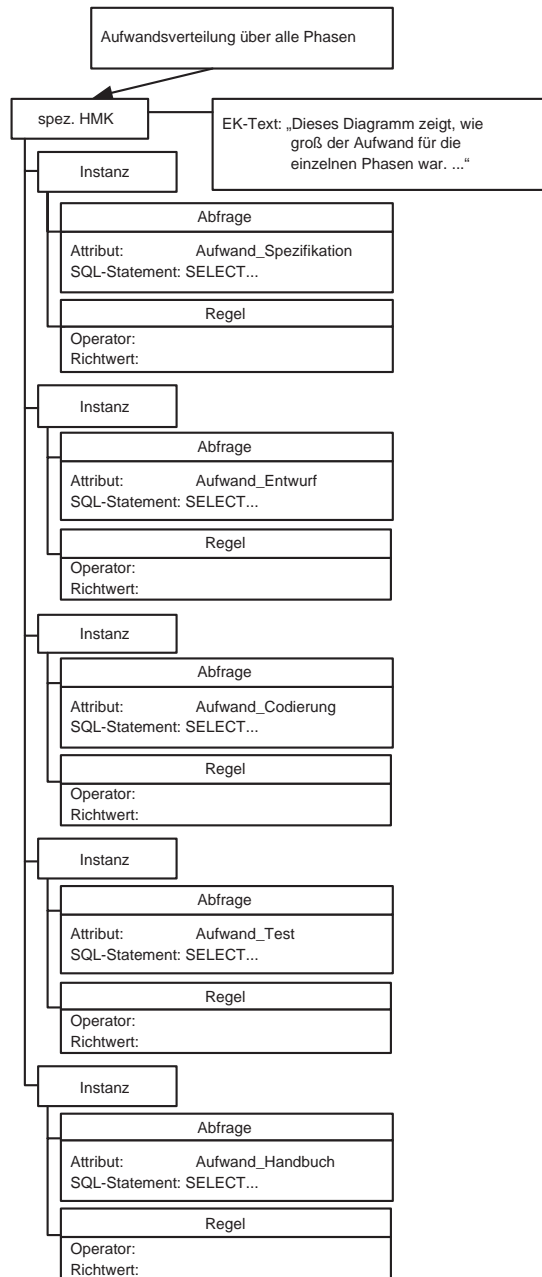 Aufwandsverteilung über alle Phasen
spez. HMK
EK-Text: „Dieses Diagramm zeigt, wie
groß der Aufwand für die
einzelnen Phasen war. ...“
Instanz
Abfrage
Attribut: Aufwand_Spezifikation
SQL-Statement: SELECT...
Regel
Operator:
Richtwert:
Instanz
Abfrage
Attribut: Aufwand_Entwurf
SQL-Statement: SELECT...
Regel
Operator:
Richtwert:
Instanz
Abfrage
Attribut: Aufwand_Codierung
SQL-Statement: SELECT...
Regel
Operator:
Richtwert:
Instanz
Abfrage
Attribut: Aufwand_Test
SQL-Statement: SELECT...
Regel
Operator:
Richtwert:
Instanz
Abfrage
Attribut: Aufwand_Handbuch
SQL-Statement: SELECT...
Regel
Operator:
Richtwert: